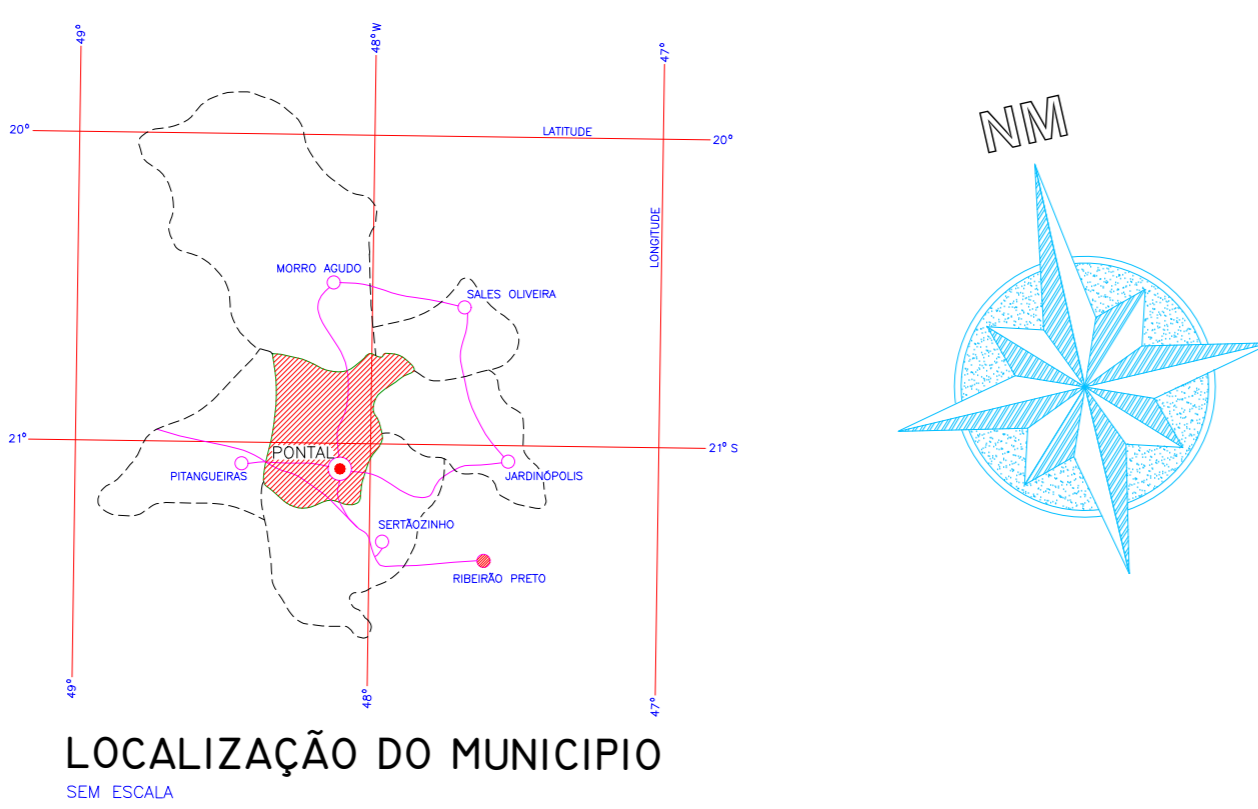 49°
48° W
47°
NM
20°
LATITUDE
20°
LONGITUDE
MORRO AGUDO
SALES OLIVEIRA
21°
21° S
PONTAL
PITANGUEIRAS
JARDINÓPOLIS
SERTÃOZINHO
RIBEIRÃO PRETO
49°
48°
47°
LOCALIZAÇÃO DO MUNICIPIO
SEM ESCALA